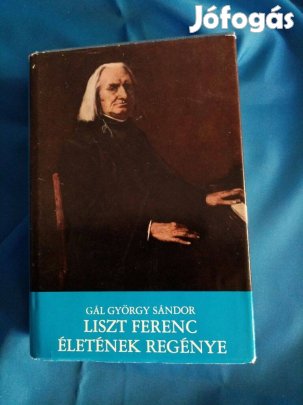 Jófogás
GÁL GYÖRGY SÁNDOR
LISZT FERENC
ÉLETÉNEK REGÉNYE